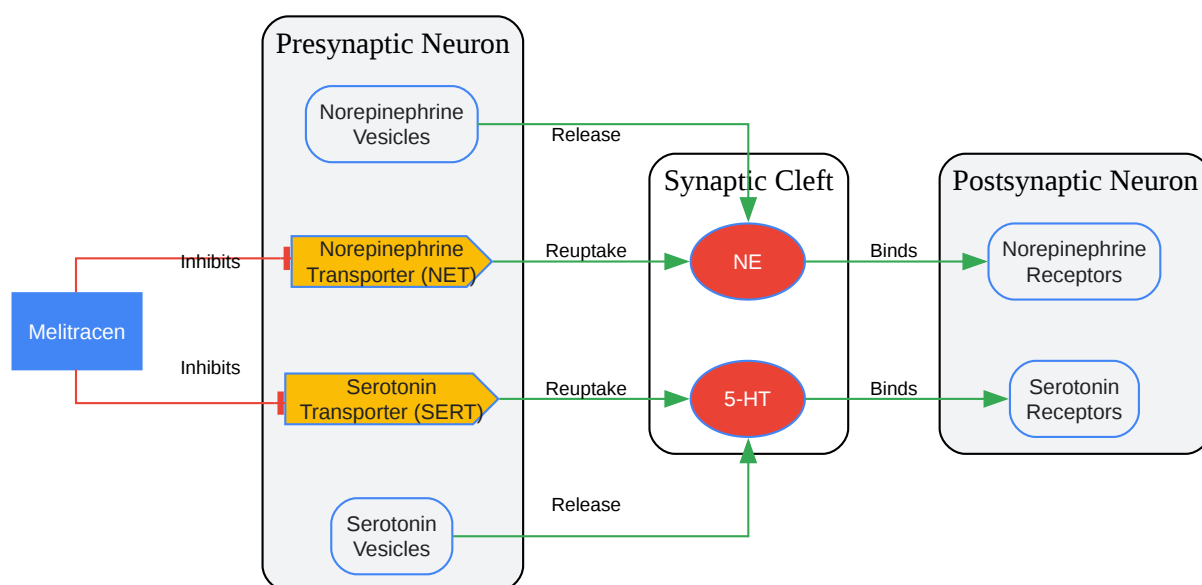 Presynaptic Neuron
Norepinephrine
Vesicles
Release
Synaptic Cleft
Postsynaptic Neuron
Inhibits
Norepinephrine
Transporter (NET)
Reuptake
NE
Binds
Norepinephrine
Receptors
Melitracen
Inhibits
Serotonin
Transporter (SERT)
Reuptake
5-HT
Binds
Serotonin
Receptors
Release
Serotonin
Vesicles